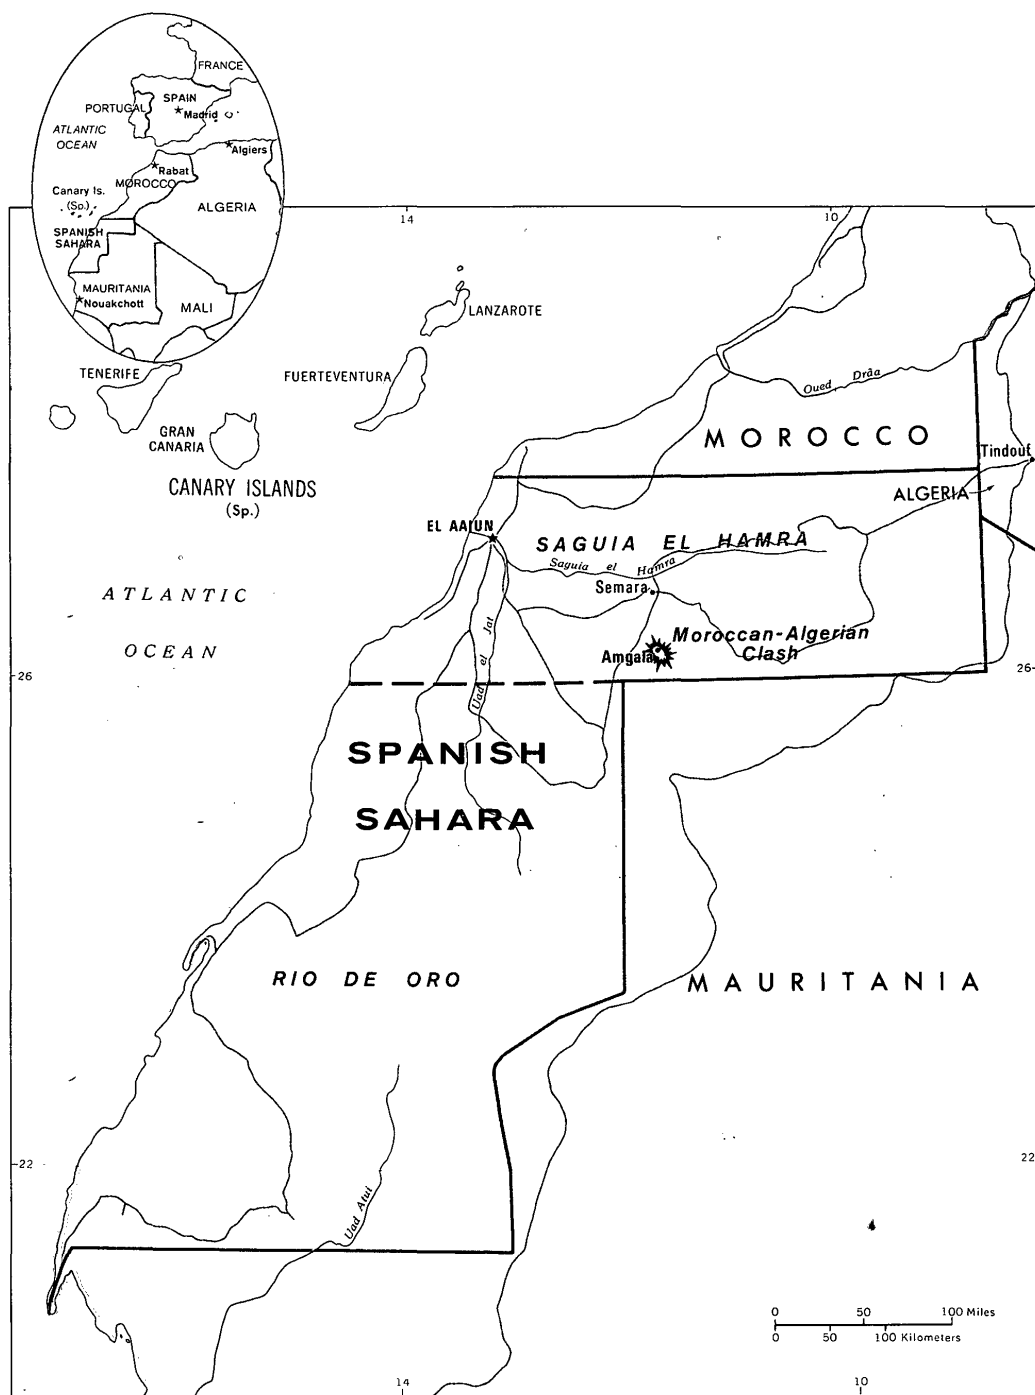 FRANCE
SPAIN
PORTUGAL
Madrid
ATLANTIC
OCEAN
Algiers
Rabat
MOROCCO
Canary Is.
(Sp.)
ALGERIA
SPANISH
SAHARA
MAURITANIA
Nouakchott
MALI
14
10
LANZAROTE
TENERIFE
FUERTEVENTURA
Oued Drâa
GRAN
CANARIA
MOROCCO
Tindouf
CANARY ISLANDS
(Sp.)
ALGERIA
EL AAIUN
SAGUIA EL HAMRA
Saguia el Hamra
Semara
ATLANTIC
OCEAN
Uad el Jat
Moroccan-Algerian
Clash
Amgala
26
26
SPANISH
SAHARA
RIO DE ORO
MAURITANIA
22
22
Uad Atui
0 50 100 Miles
0 50 100 Kilometers
14
10